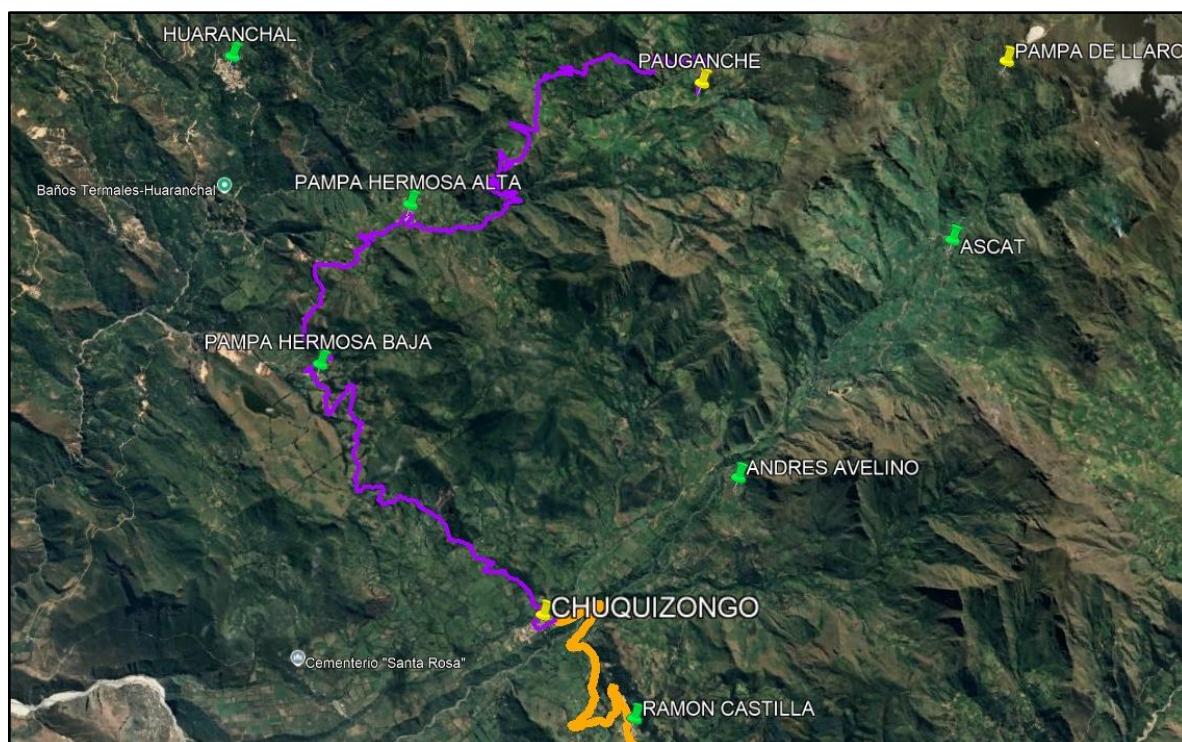 HUARANCHAL
PAUGANCHE
PAMPA DE LLARO
PAMPA HERMOSA ALTA
Baños Termales-Huaranchal
ASCAT
PAMPA HERMOSA BAJA
ANDRES AVELINO
CHUQUIZONGO
Cementerio "Santa Rosa"
RAMON CASTILLA